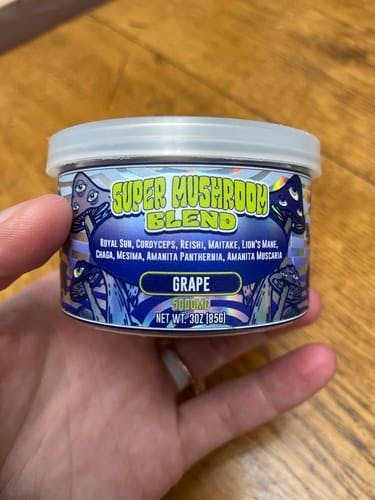 SUPER MUSHROOM
BLEND
ROYAL SUN, CORDYCEPS, REISHI, MAITAKE, LION'S MANE,
CHAGA, MESIMA, AMANITA PANTHERNIA, AMANITA MUSCARIA
GRAPE
5000MG
NET WT. 3OZ (85G)